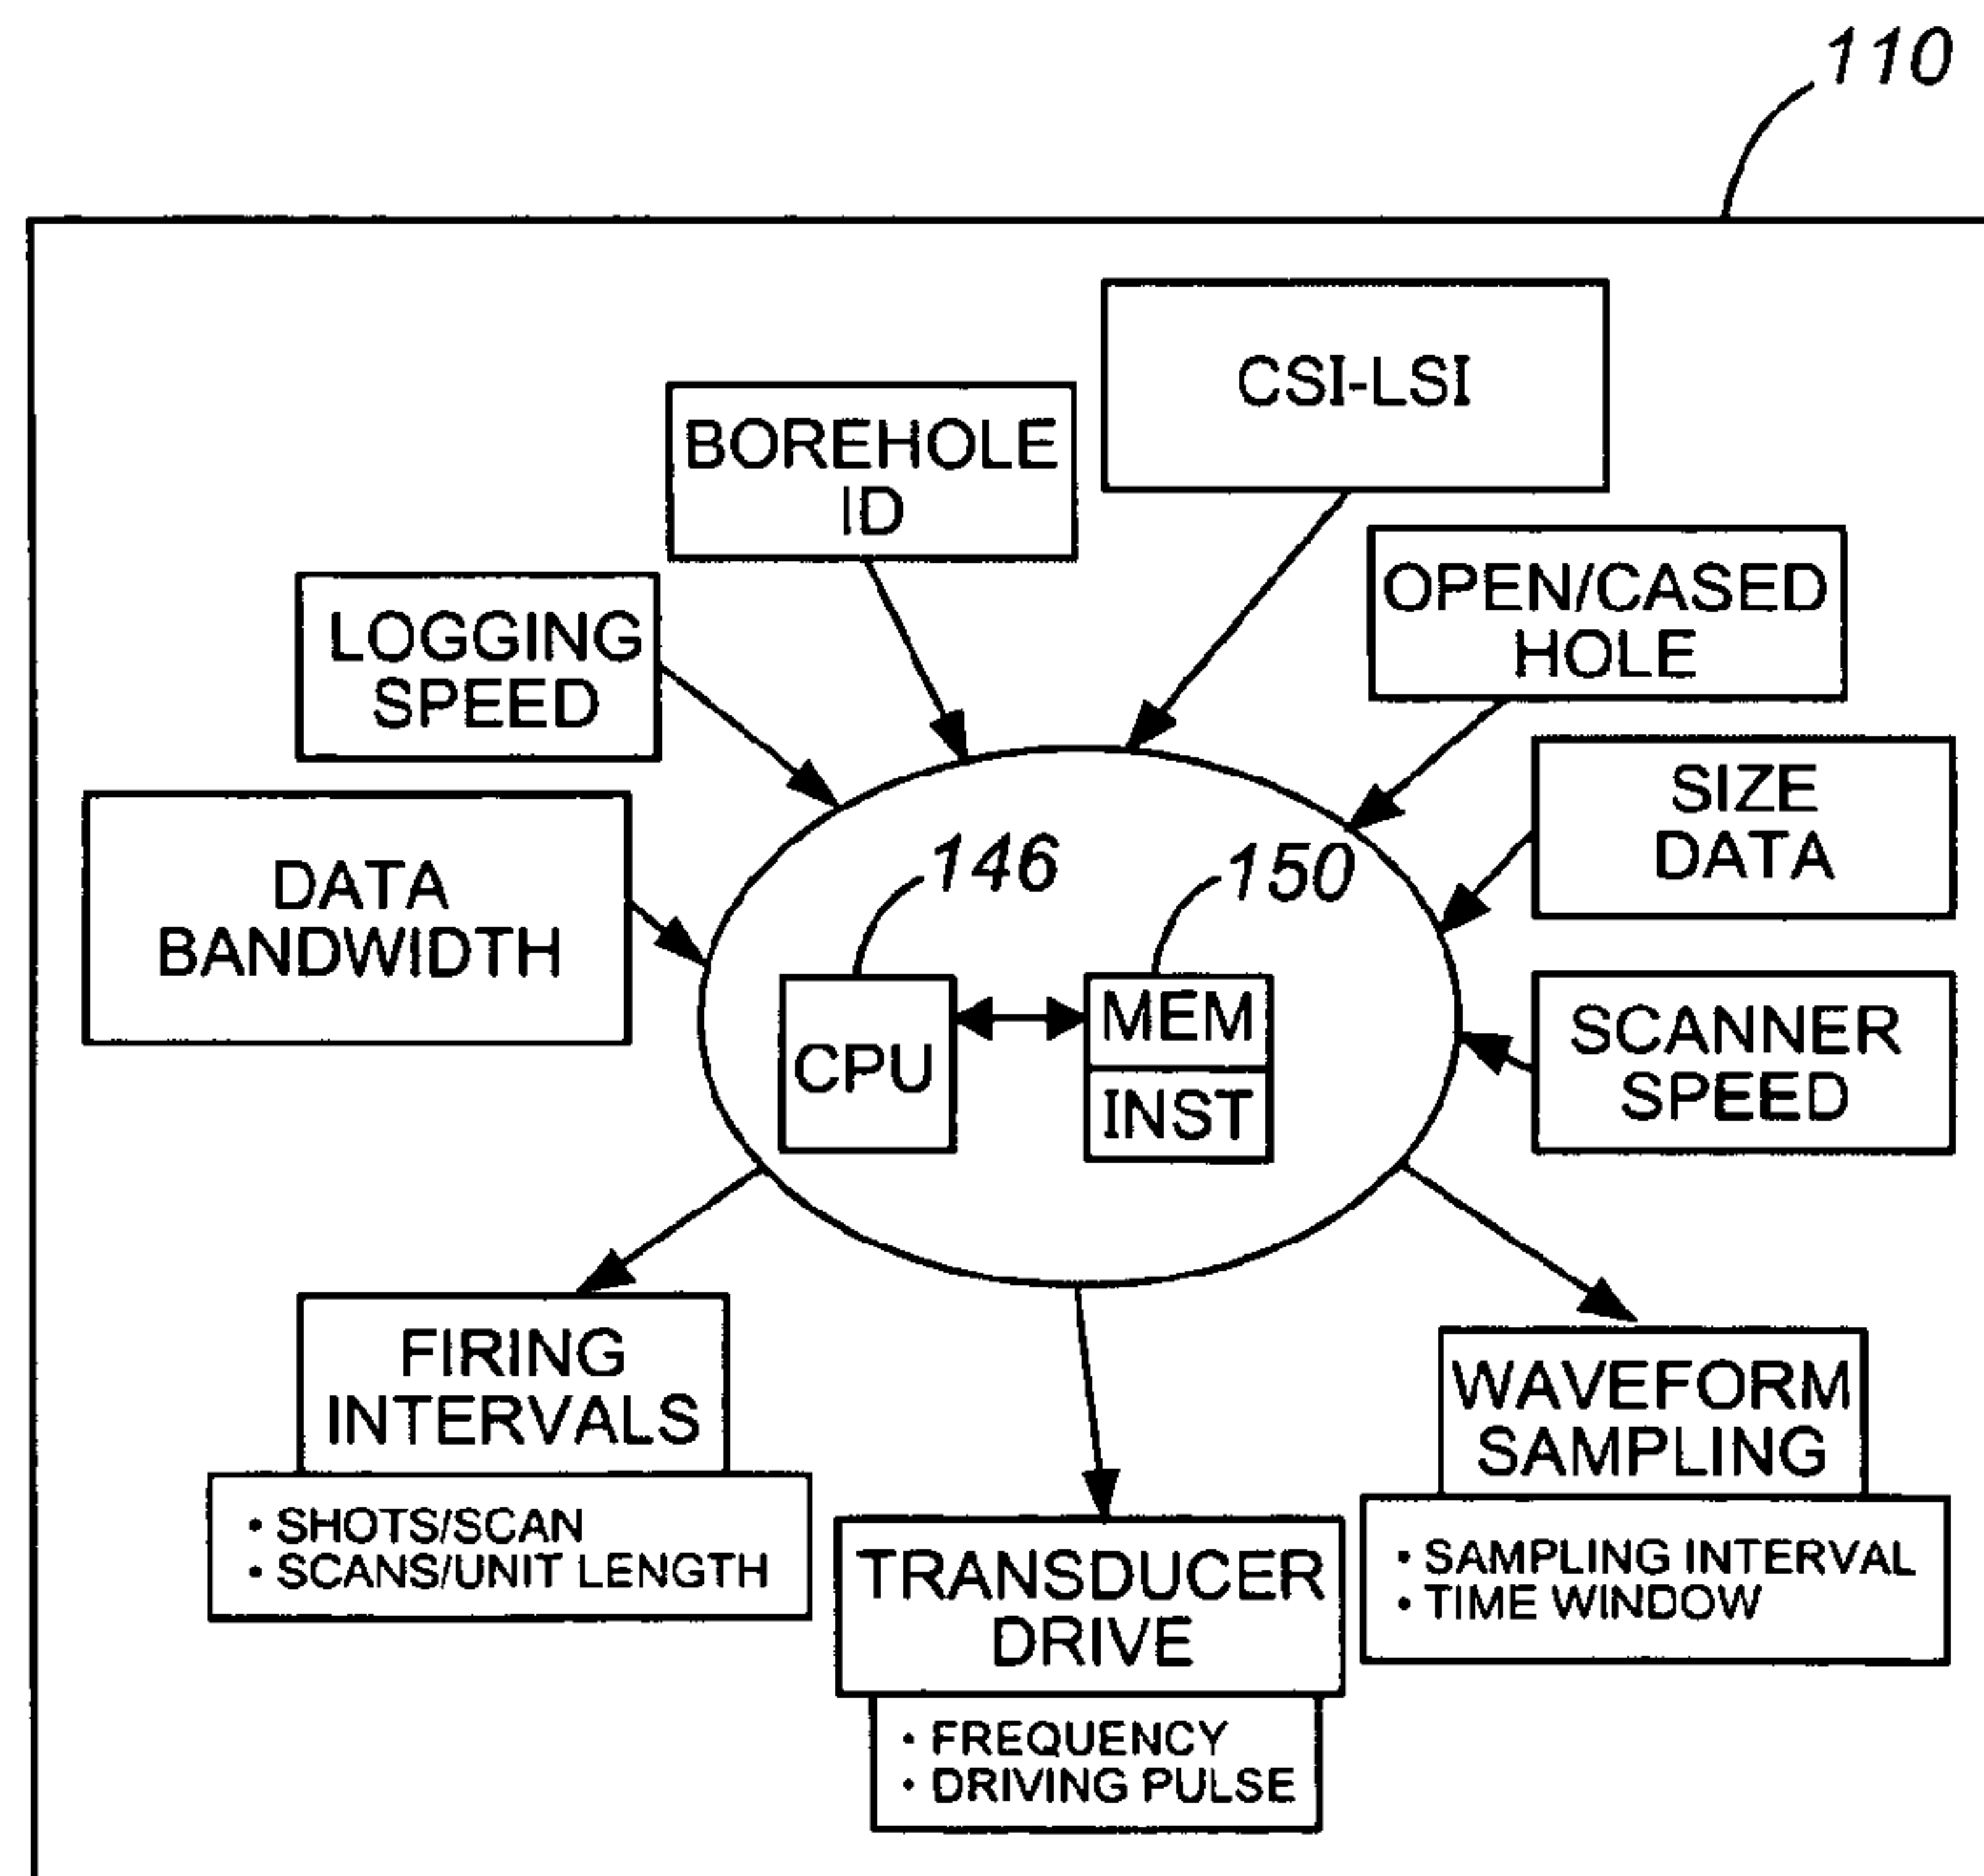 110
CSI-LSI
BOREHOLE
ID
OPEN/CASED
HOLE
LOGGING
SPEED
SIZE
DATA
DATA
BANDWIDTH
146
150
CPU
MEM
INST
SCANNER
SPEED
FIRING
INTERVALS
• SHOTS/SCAN
• SCANS/UNIT LENGTH
TRANSDUCER
DRIVE
• FREQUENCY
• DRIVING PULSE
WAVEFORM
SAMPLING
• SAMPLING INTERVAL
• TIME WINDOW